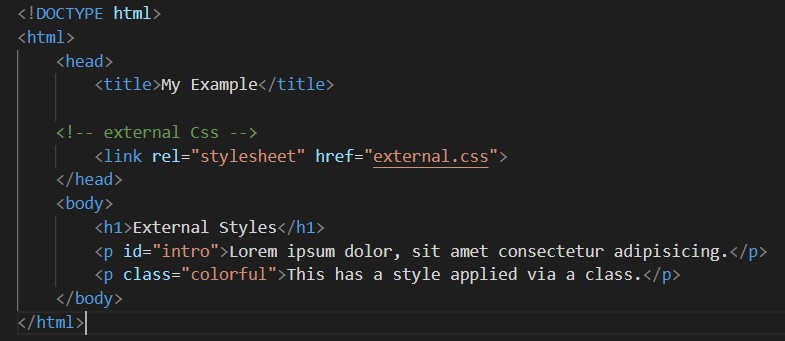 <!DOCTYPE html>
<html>
<head>
<title>My Example</title>
<!-- external Css -->
<link rel="stylesheet" href="external.css">
</head>
<body>
<h1>External Styles</h1>
<p id="intro">Lorem ipsum dolor, sit amet consectetur adipisicing.</p>
<p class="colorful">This has a style applied via a class.</p>
</body>
</html>